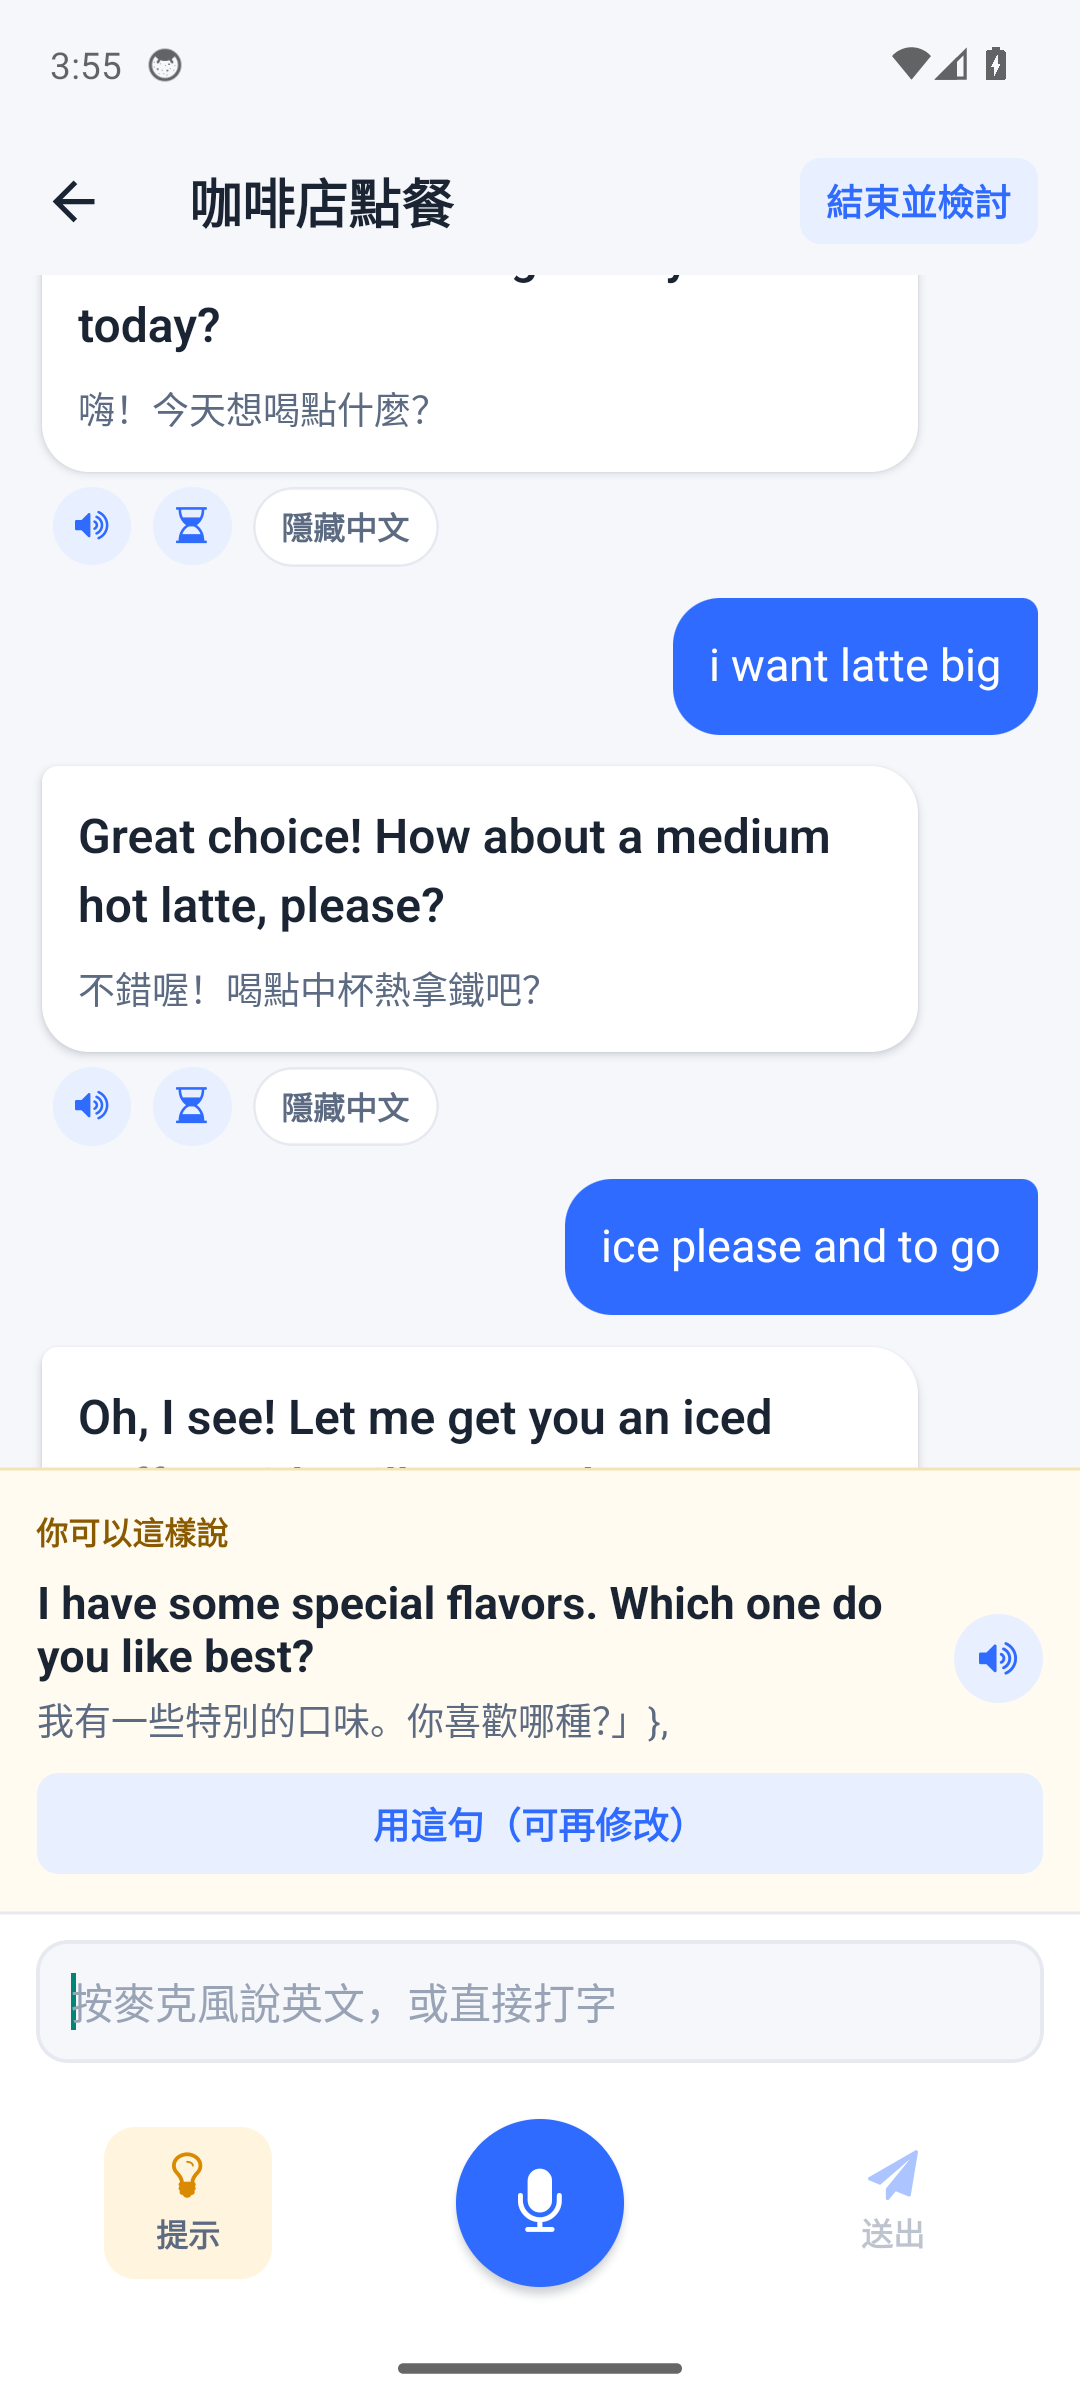 3:55
咖啡店點餐
結束並檢討
today?
嗨！今天想喝點什麼？
隱藏中文
i want latte big
Great choice! How about a medium
hot latte, please?
不錯喔！喝點中杯熱拿鐵吧？
隱藏中文
ice please and to go
Oh, I see! Let me get you an iced
你可以這樣說
I have some special flavors. Which one do
you like best?
我有一些特別的口味。你喜歡哪種？」},
用這句（可再修改）
按麥克風說英文，或直接打字
提示
送出